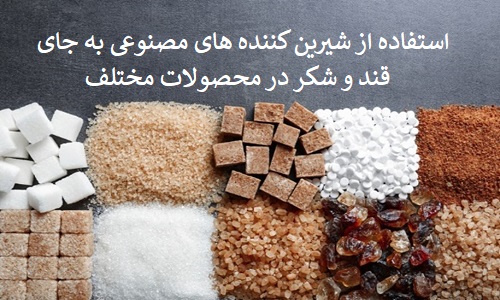 استفاده از شیرین کننده های مصنوعی به جای
قند و شکر در محصولات مختلف